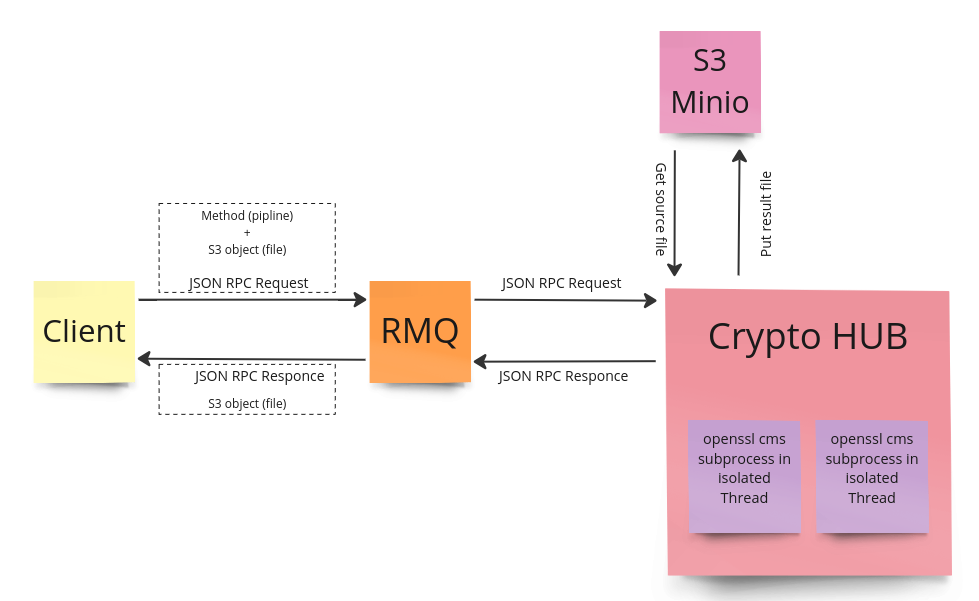 S3
Minio
Get source file
Put result file
Method (pipline)
+
S3 object (file)
JSON RPC Request
JSON RPC Request
Client
RMQ
Crypto HUB
JSON RPC Responce
JSON RPC Responce
S3 object (file)
openssl cms
subprocess in
isolated
Thread
openssl cms
subprocess in
isolated
Thread